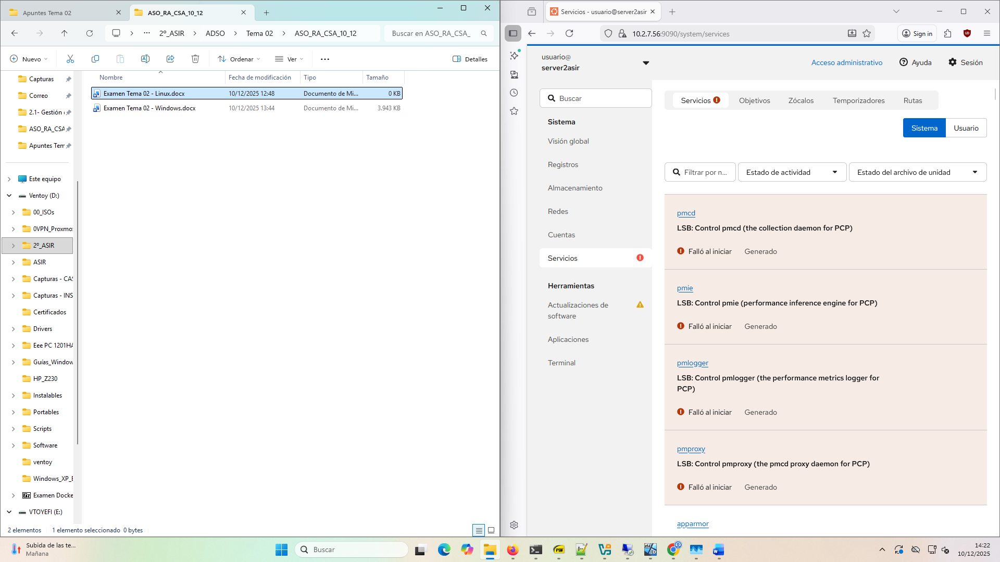 Apuntes Tema 02
ASO_RA_CSA_10_12
2º_ASIR
ADSO
Tema 02
ASO_RA_CSA_10_12
Buscar en ASO_RA_CSA_
Nuevo
Ordenar
Ver
Detalles
Nombre
Fecha de modificación
Tipo
Tamaño
Examen Tema 02 - Linux.docx
10/12/2025 12:48
Documento de Mi...
0 KB
Examen Tema 02 - Windows.docx
10/12/2025 13:44
Documento de Mi...
3.943 KB
Capturas
Correo
2.1- Gestión
ASO_RA_CSA
Apuntes Tem
Este equipo
Ventoy (D:)
00_ISOs
0VPN_Proxmo
2º_ASIR
ASIR
Capturas - CAS
Capturas - INS
Certificados
Drivers
Eee PC 1201HA
Guías_Window
HP_Z230
Instalables
Portables
Scripts
Software
ventoy
Windows_XP_E
Examen Docke
VTOYEFI (E:)
2 elementos
1 elemento seleccionado 0 bytes
Servicios - usuario@server2asir
10.2.7.56:9090/system/services
Sign in
usuario@
server2asir
Acceso administrativo
Ayuda
Sesión
Buscar
Sistema
Visión global
Registros
Almacenamiento
Redes
Cuentas
Servicios
Herramientas
Actualizaciones de
software
Aplicaciones
Terminal
Servicios
Objetivos
Zócalos
Temporizadores
Rutas
Sistema
Usuario
Filtrar por n...
Estado de actividad
Estado del archivo de unidad
pmcd
LSB: Control pmcd (the collection daemon for PCP)
Falló al iniciar
Generado
pmie
LSB: Control pmie (performance inference engine for PCP)
Falló al iniciar
Generado
pmlogger
LSB: Control pmlogger (the performance metrics logger for
PCP)
Falló al iniciar
Generado
pmproxy
LSB: Control pmproxy (the pmcd proxy daemon for PCP)
Falló al iniciar
Generado
apparmor
Subida de las te...
Mañana
Buscar
14:22
10/12/2025